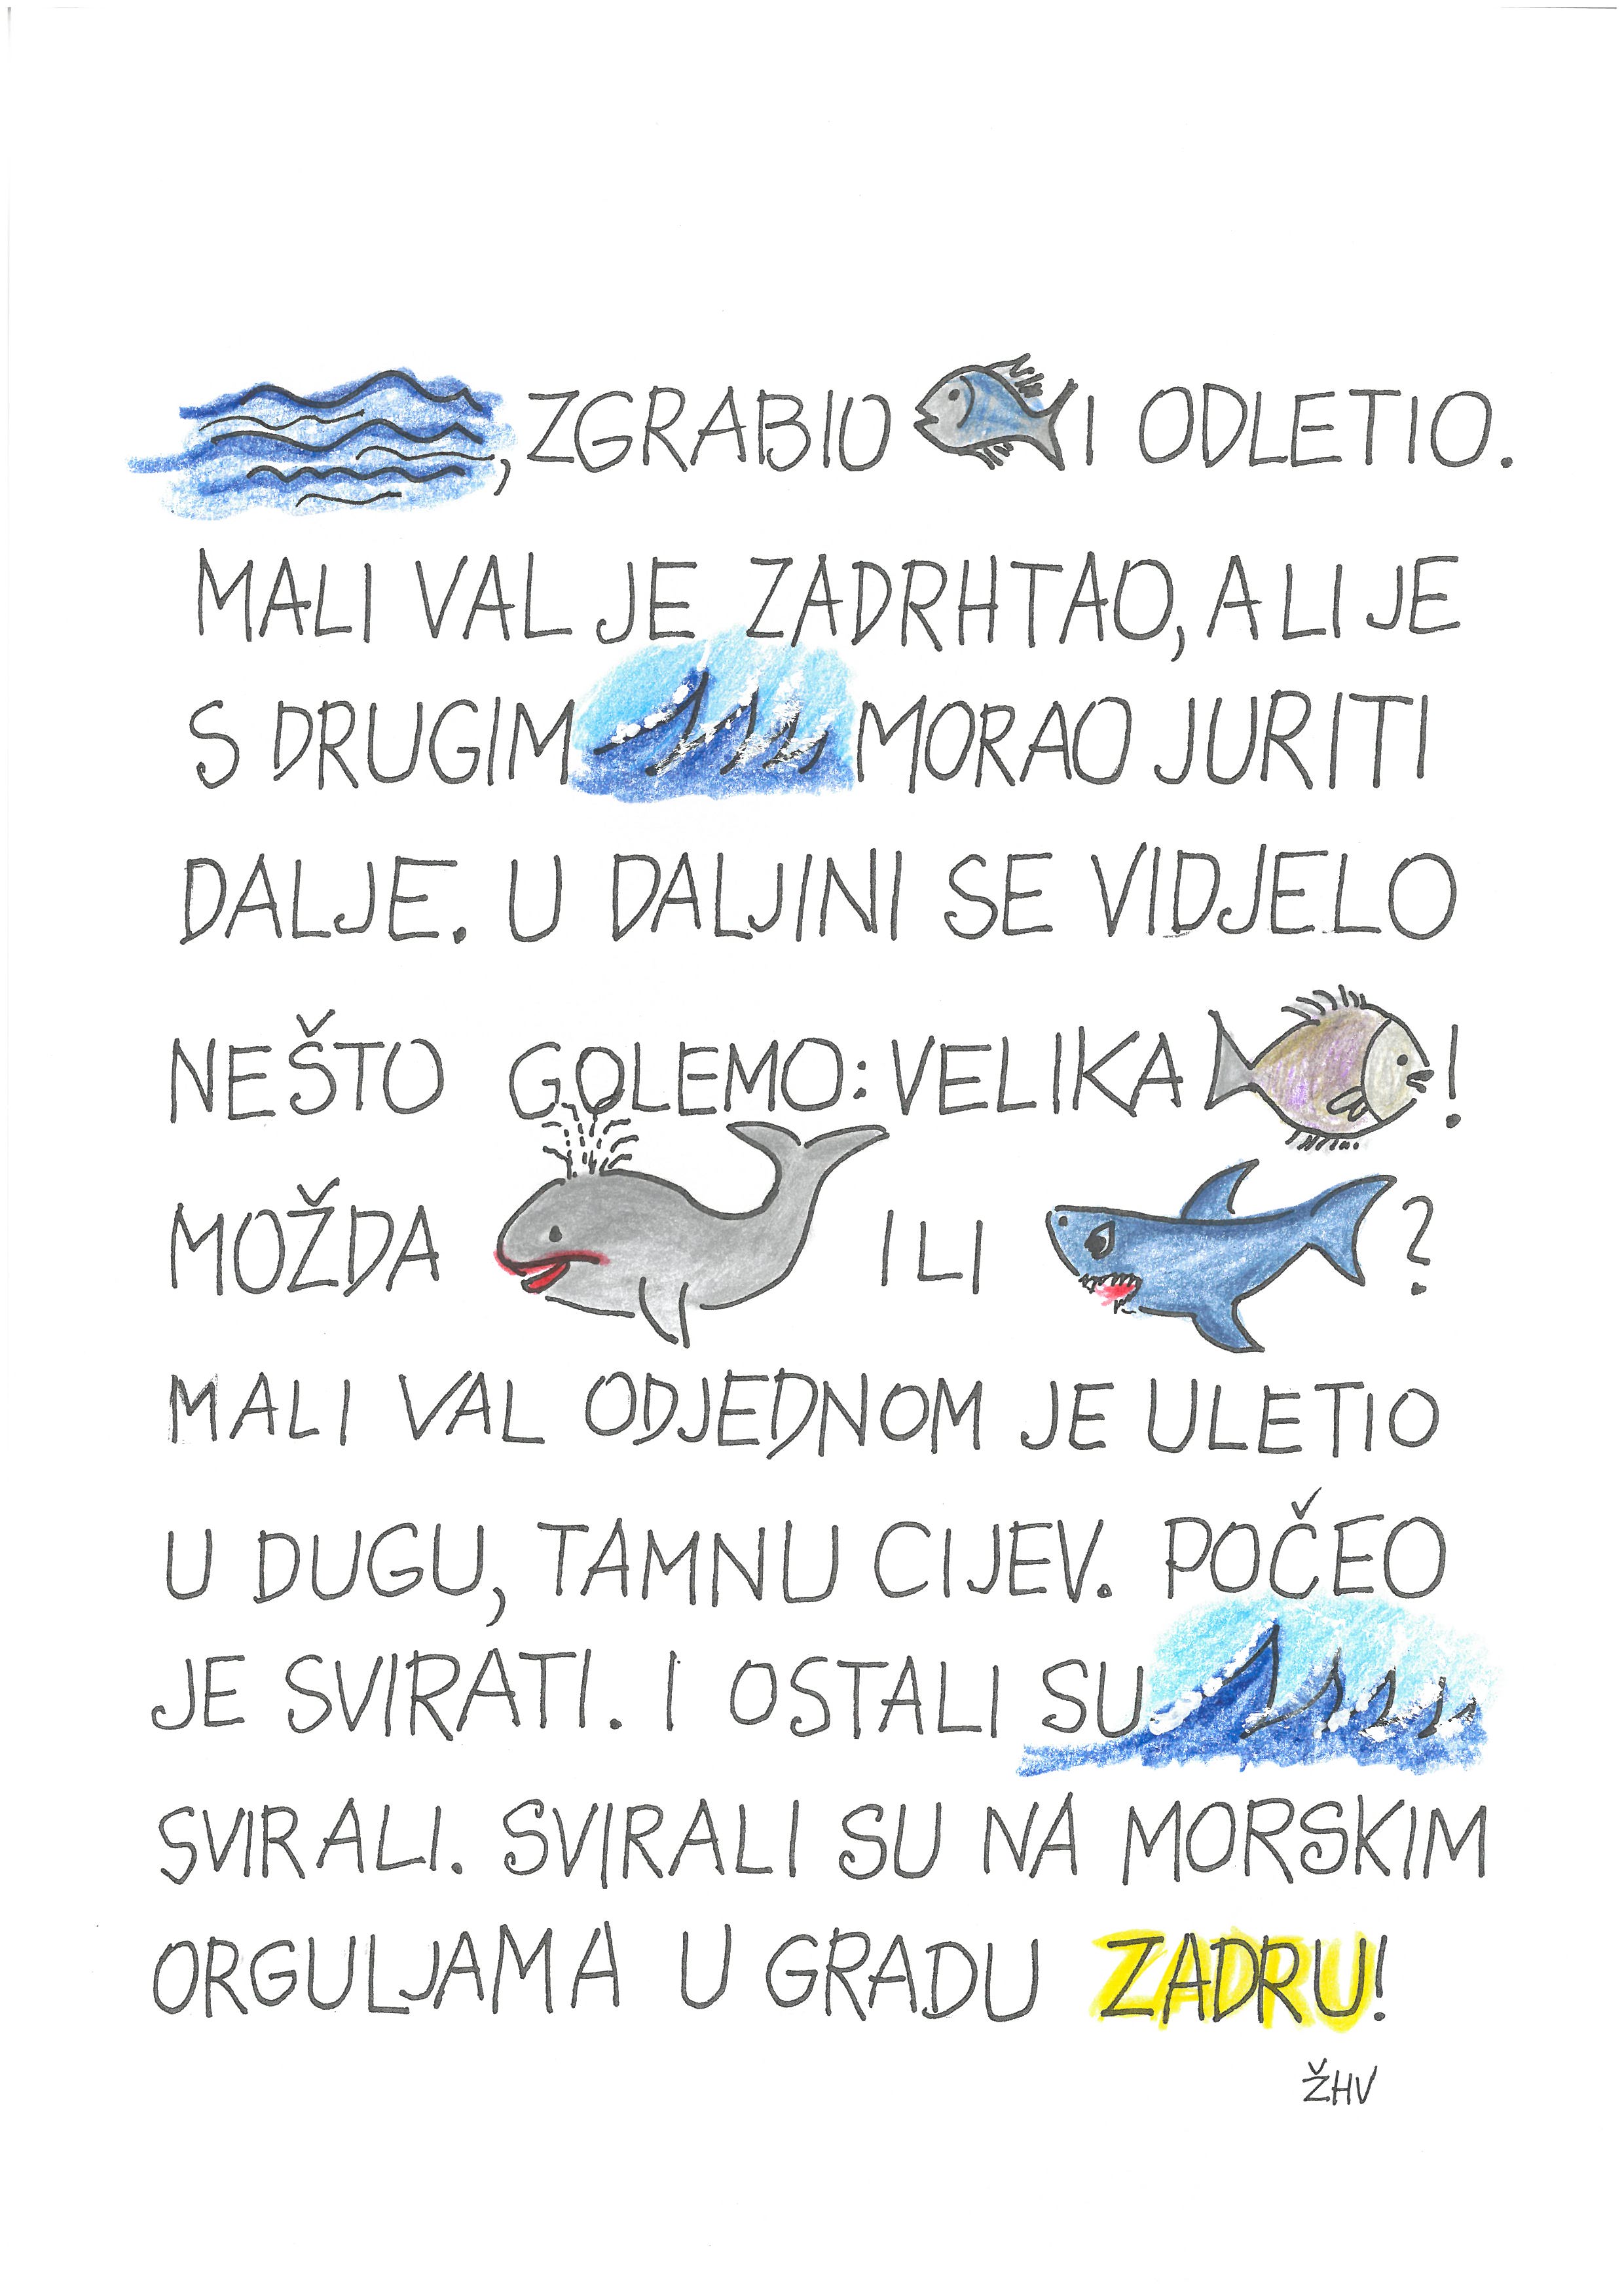 , ZGRABIO I ODLETIO.
MALI VAL JE ZADRHTAO, ALI JE
S DRUGIM MORAO JURITI
DALJE. U DALJINI SE VIDJELO
NEŠTO GOLEMO: VELIKA !
MOŽDA ILI ?
MALI VAL ODJEDNOM JE ULETIO
U DUGU, TAMNU CIJEV. POČEO
JE SVIRATI. I OSTALI SU
SVIRALI. SVIRALI SU NA MORSKIM
ORGULJAMA U GRADU ZADRU!
ŽHV